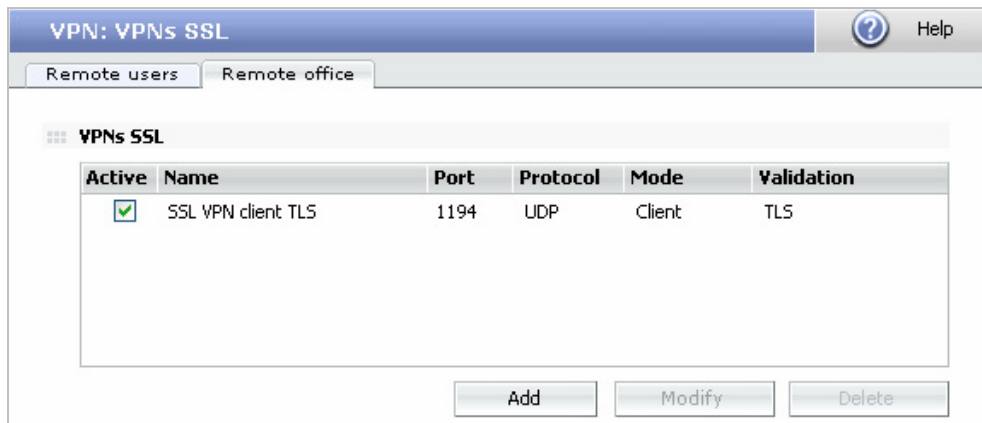 VPN: VPNs SSL
? Help
Remote users Remote office
VPNs SSL
Active Name Port Protocol Mode Validation
SSL VPN client TLS 1194 UDP Client TLS
Add Modify Delete